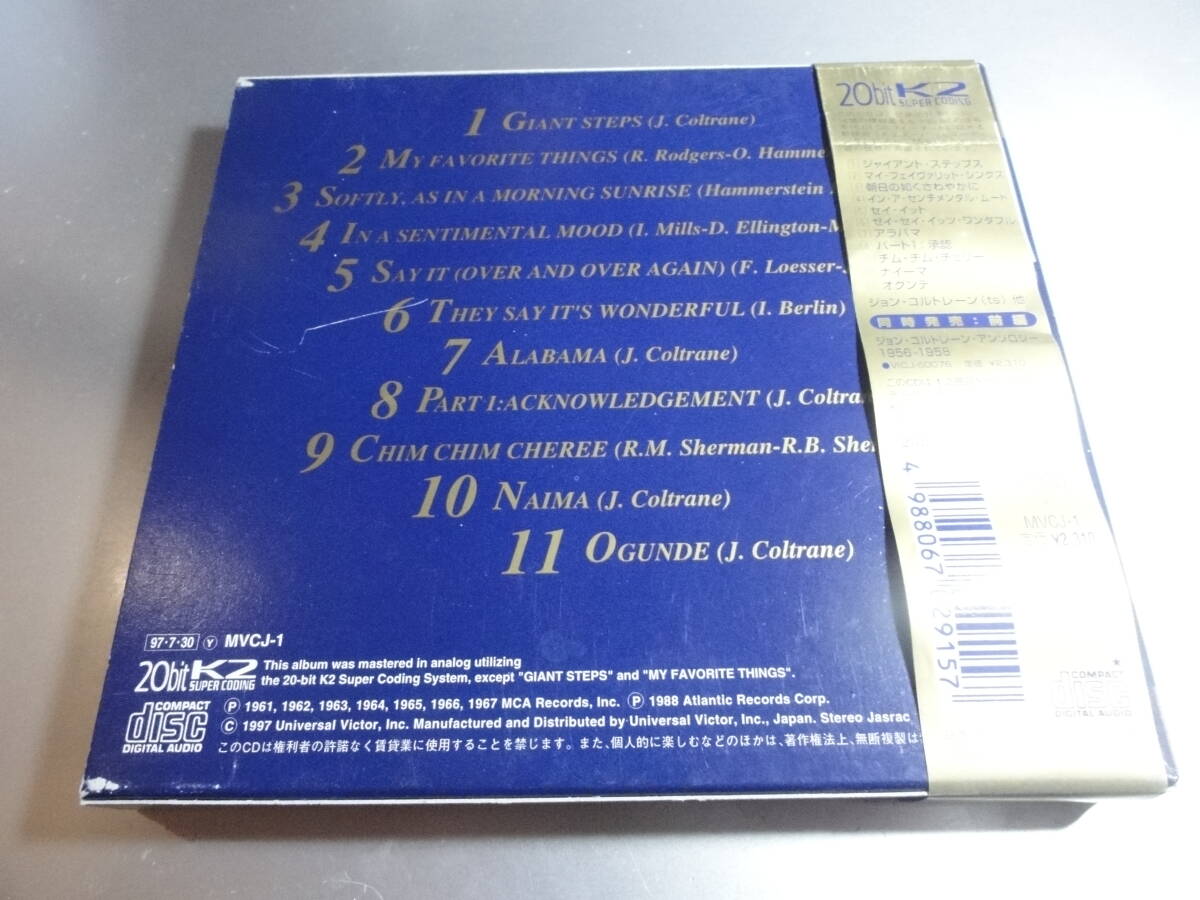 1 GIANT STEPS (J. Coltrane)
2 MY FAVORITE THINGS (R. Rodgers-O. Hamme
3 SOFTLY, AS IN A MORNING SUNRISE (Hammerstein
4 IN A SENTIMENTAL MOOD (I. Mills-D. Ellington-M
5 SAY IT (OVER AND OVER AGAIN) (F. Loesser-
6 THEY SAY IT'S WONDERFUL (I. Berlin)
7 ALABAMA (J. Coltrane)
8 PART 1:ACKNOWLEDGEMENT (J. Coltra
9 CHIM CHIM CHEREE (R.M. Sherman-R.B. She
10 NAIMA (J. Coltrane)
11 OGUNDE (J. Coltrane)
97・7・30 Y MVCJ-1
20bit K2 SUPER CODING
This album was mastered in analog utilizing
the 20-bit K2 Super Coding System, except "GIANT STEPS" and "MY FAVORITE THINGS".
COMPACT disc DIGITAL AUDIO
Ⓟ 1961, 1962, 1963, 1964, 1965, 1966, 1967 MCA Records, Inc. Ⓟ 1988 Atlantic Records Corp.
Ⓒ 1997 Universal Victor, Inc. Manufactured and Distributed by Universal Victor, Inc., Japan. Stereo Jasrac
このCDは権利者の許諾なく賃貸業に使用することを禁じます。また、個人的に楽しむなどのほかは、著作権法上、無断複製は
20bit K2
SUPER CODING
ジャイアント・ステップス
マイ・フェイヴァリット・シングス
朝日の如くさわやかに
イン・ア・センチメンタル・ムード
セイ・イット
ゼイ・セイ・イッツ・ワンダフル
アラバマ
パート1:承認
チム・チム・チェリー
ナイーマ
オグンデ
ジョン・コルトレーン(ts)他
同時発売:前篇
ジョン・コルトレーン・アンソロジー
1956-1958
●VICJ-60076 定価 ¥2,310
このCDは
4 988067 29157
MVCJ-1
¥2,310
COMPACT disc DIGITAL AUDIO